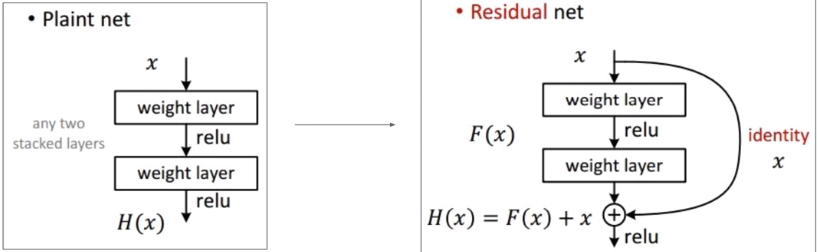 • Plaint net
x
weight layer
any two
stacked layers
relu
weight layer
relu
H(x)
• Residual net
x
weight layer
F(x)
relu
identity
x
weight layer
H(x) = F(x) + x
relu